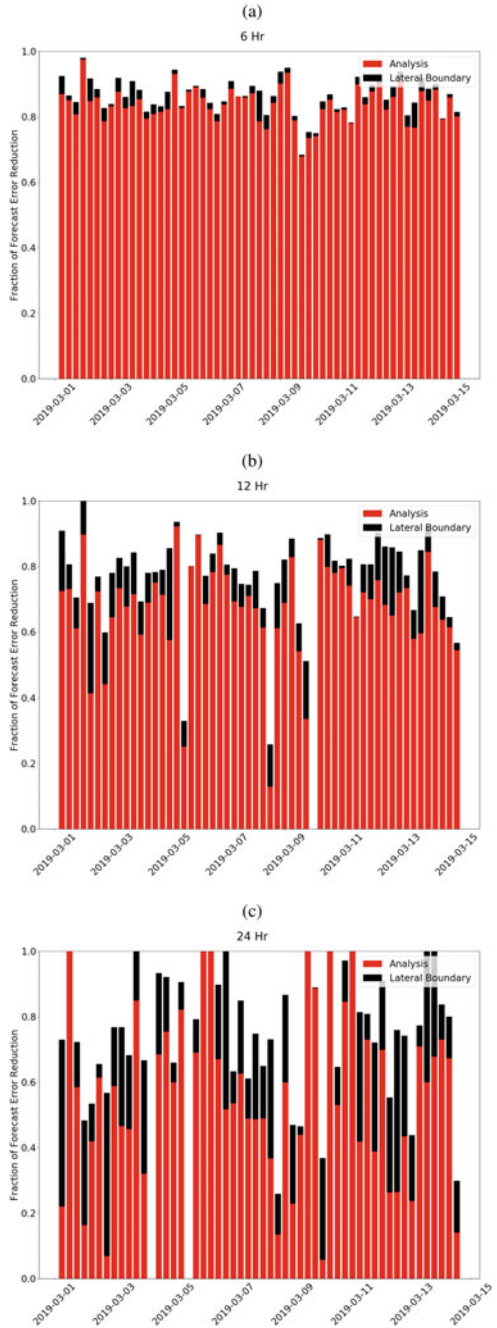 (a)
6 Hr
Analysis
Lateral Boundary
Fraction of Forecast Error Reduction
1.0
0.8
0.6
0.4
0.2
0.0
2019-03-01
2019-03-03
2019-03-05
2019-03-07
2019-03-09
2019-03-11
2019-03-13
2019-03-15
(b)
12 Hr
Analysis
Lateral Boundary
Fraction of Forecast Error Reduction
1.0
0.8
0.6
0.4
0.2
0.0
2019-03-01
2019-03-03
2019-03-05
2019-03-07
2019-03-09
2019-03-11
2019-03-13
2019-03-15
(c)
24 Hr
Analysis
Lateral Boundary
Fraction of Forecast Error Reduction
1.0
0.8
0.6
0.4
0.2
0.0
2019-03-01
2019-03-03
2019-03-05
2019-03-07
2019-03-09
2019-03-11
2019-03-13
2019-03-15